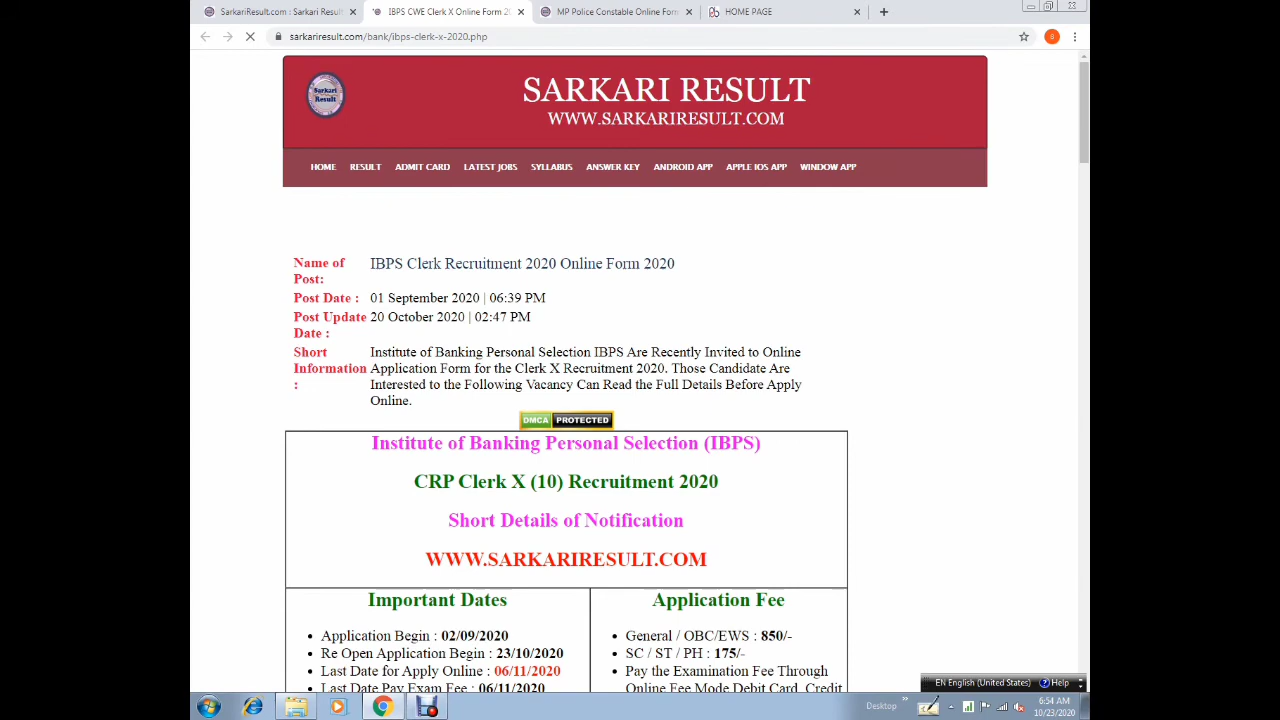 SarkariResult.com : Sarkari Result
IBPS CWE Clerk X Online Form 20
MP Police Constable Online Form
HOME PAGE
sarkariresult.com/bank/ibps-clerk-x-2020.php
8
Sarkari
Result
SARKARI RESULT
WWW.SARKARIRESULT.COM
HOME RESULT ADMIT CARD LATEST JOBS SYLLABUS ANSWER KEY ANDROID APP APPLE IOS APP WINDOW APP
Name of Post: IBPS Clerk Recruitment 2020 Online Form 2020
Post Date : 01 September 2020 | 06:39 PM
Post Update Date : 20 October 2020 | 02:47 PM
Short Information : Institute of Banking Personal Selection IBPS Are Recently Invited to Online
Application Form for the Clerk X Recruitment 2020. Those Candidate Are
Interested to the Following Vacancy Can Read the Full Details Before Apply
Online.
DMCA PROTECTED
Institute of Banking Personal Selection (IBPS)
CRP Clerk X (10) Recruitment 2020
Short Details of Notification
WWW.SARKARIRESULT.COM
Important Dates
Application Begin : 02/09/2020
Re Open Application Begin : 23/10/2020
Last Date for Apply Online : 06/11/2020
Last Date Pay Exam Fee : 06/11/2020
Application Fee
General / OBC/EWS : 850/-
SC / ST / PH : 175/-
Pay the Examination Fee Through
Online Fee Mode Debit Card, Credit
EN English (United States) Help
Desktop
6:54 AM
10/23/2020